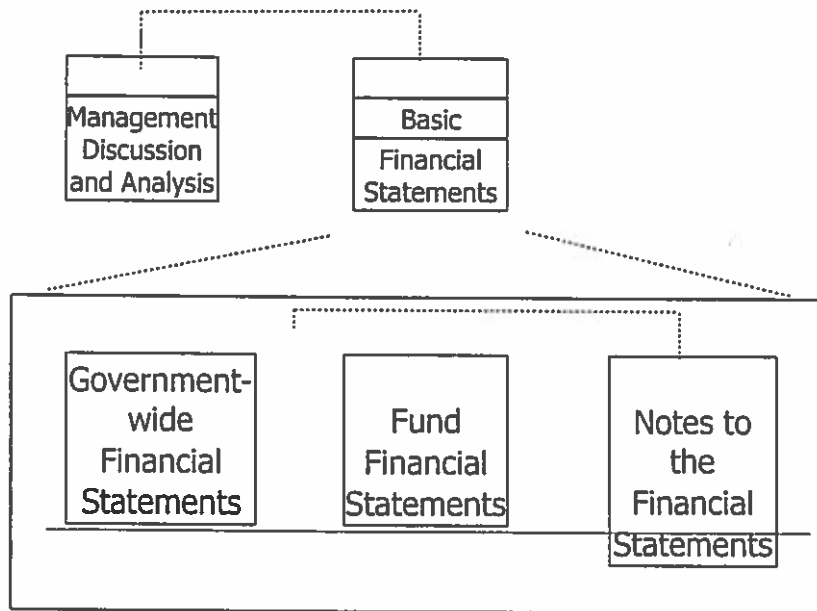 Management
Discussion
and Analysis
Basic
Financial
Statements
Government-
wide
Financial
Statements
Fund
Financial
Statements
Notes to
the
Financial
Statements